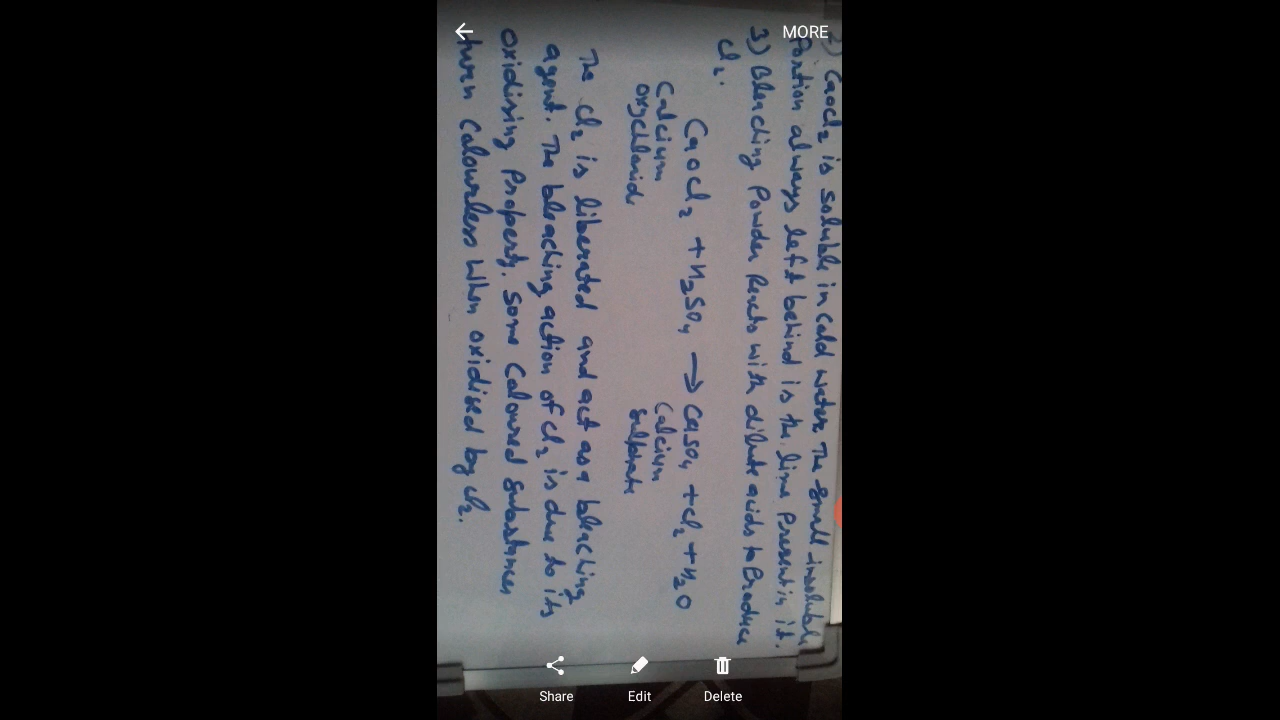 MORE
2) CaOCl2 is soluble in cold water. The small insoluble
Portion always left behind is the lime Present in it.
3) Bleaching Powder Reacts with dilute acids to Produce
Cl2.
CaOCl2 + H2SO4 → CaSO4 + Cl2 + H2O
Calcium Calcium
oxychloride Sulphate
The Cl2 is liberated and act as a bleaching
agent. The bleaching action of Cl2 is due to its
oxidising Property. Some Coloured Substances
turn Colourless when oxidised by Cl2.
Share Edit Delete